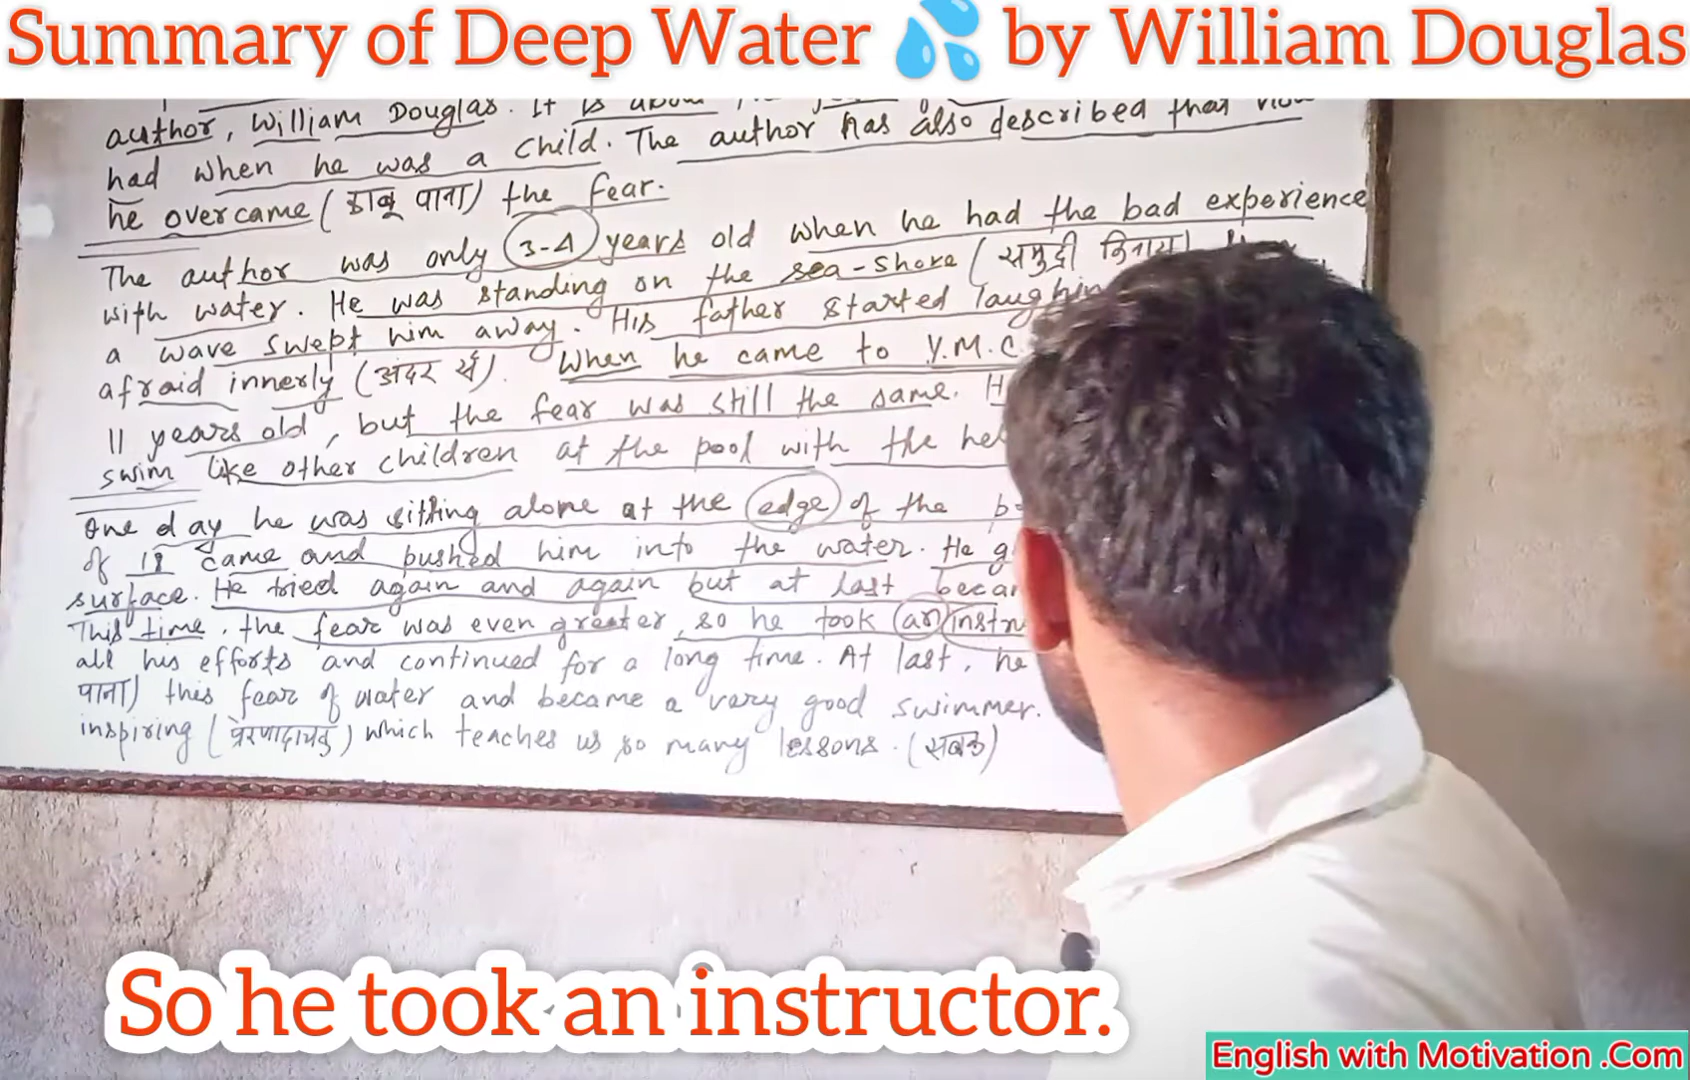 Summary of Deep Water 💦 by William Douglas
author, William Douglas. It is about
had when he was a child. The author has also described that how
he overcame (काबू पाना) the fear.
The author was only 3-4 years old when he had the bad experience
with water. He was standing on the sea-shore (समुद्री किनारा)
a wave swept him away. His father started laughin
afraid innerly (अंदर से). When he came to Y.M.C.
11 years old, but the fear was still the same. H
swim like other children at the pool with the hel
One day he was sitting alone at the edge of the p
of 18 came and pushed him into the water. He g
surface. He tried again and again but at last becam
This time, the fear was even greater, so he took an instru
all his efforts and continued for a long time. At last, he
पाना) this fear of water and became a very good swimmer.
inspiring (प्रेरणादायक) which teaches us so many lessons. (सबक)
So he took an instructor.
English with Motivation .Com